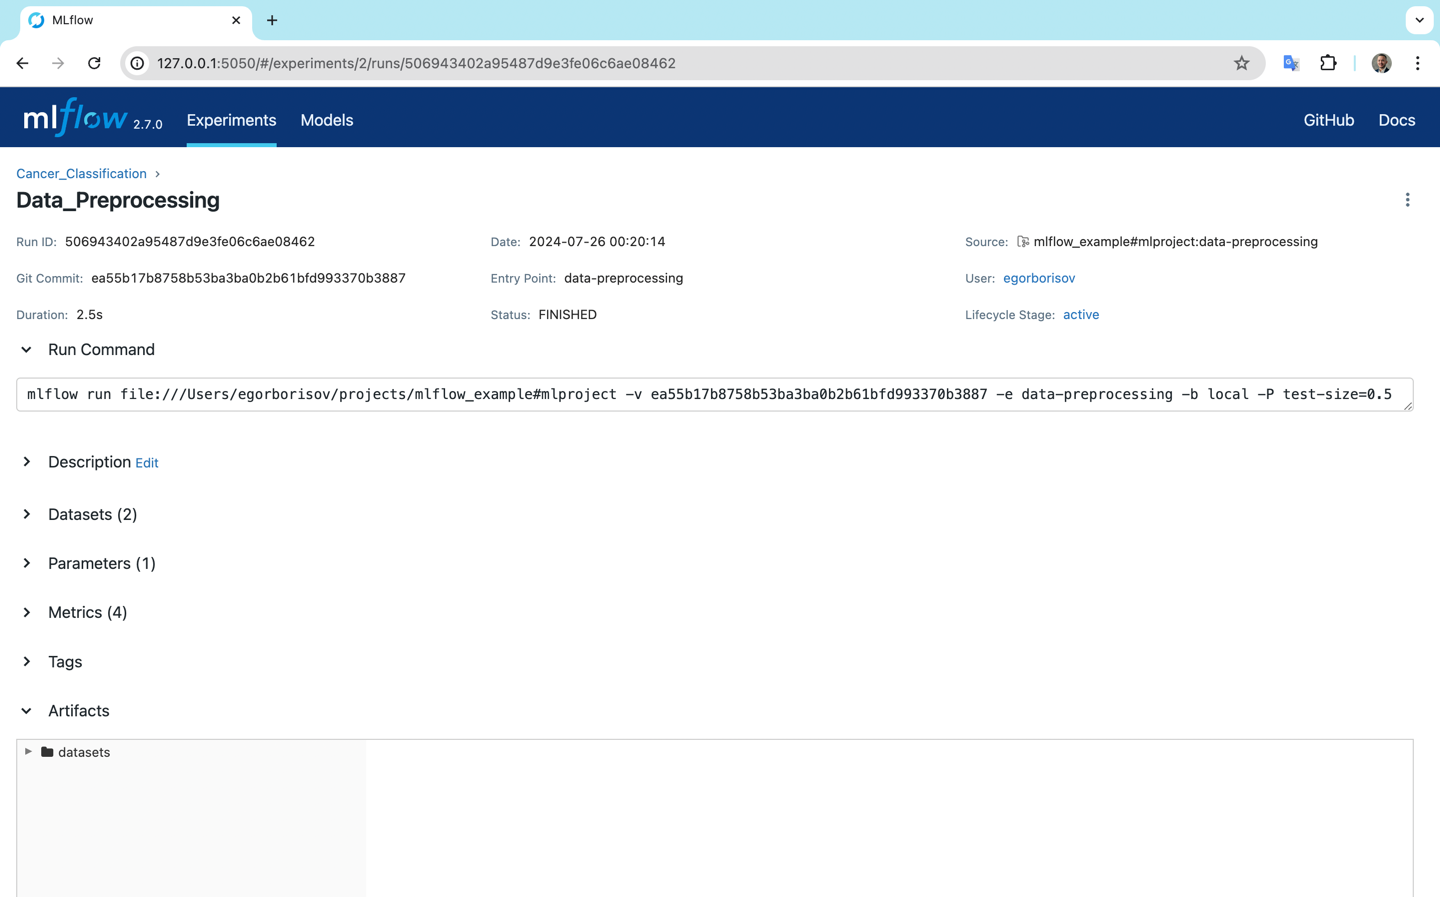 MLflow
127.0.0.1:5050/#/experiments/2/runs/506943402a95487d9e3fe06c6ae08462
mlflow 2.7.0 Experiments Models GitHub Docs
Cancer_Classification
Data_Preprocessing
Run ID: 506943402a95487d9e3fe06c6ae08462 Date: 2024-07-26 00:20:14 Source: mlflow_example#mlproject:data-preprocessing
Git Commit: ea55b17b8758b53ba3ba0b2b61bfd993370b3887 Entry Point: data-preprocessing User: egorborisov
Duration: 2.5s Status: FINISHED Lifecycle Stage: active
Run Command
mlflow run file:///Users/egorborisov/projects/mlflow_example#mlproject -v ea55b17b8758b53ba3ba0b2b61bfd993370b3887 -e data-preprocessing -b local -P test-size=0.5
Description Edit
Datasets (2)
Parameters (1)
Metrics (4)
Tags
Artifacts
datasets